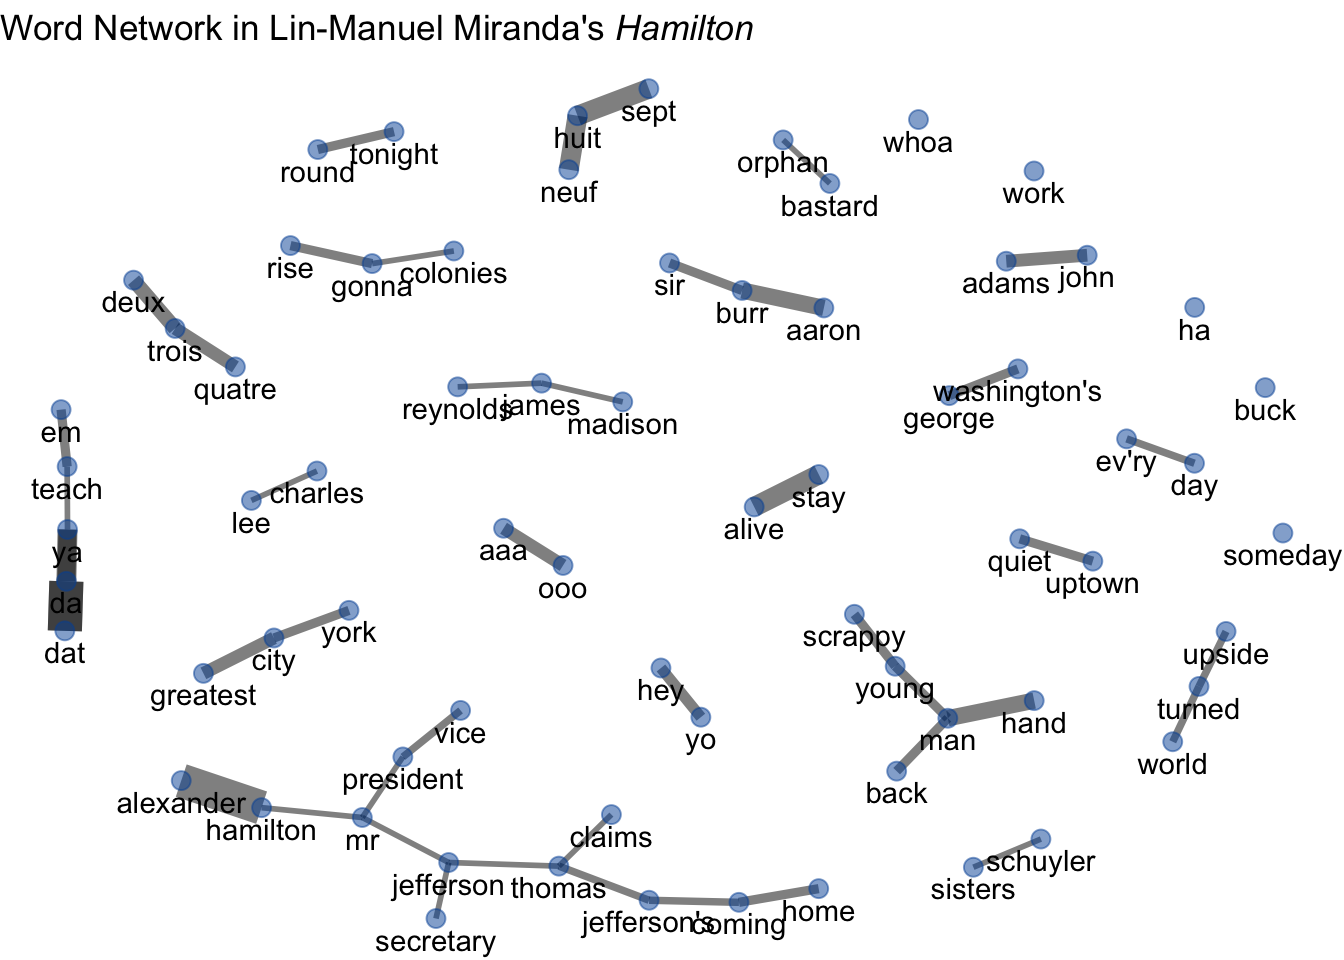 Word Network in Lin-Manuel Miranda's Hamilton
sept
huit
whoa
tonight
orphan
round
neuf
work
bastard
rise
colonies
gonna
sir
adams
john
deux
burr
aaron
ha
trois
quatre
washington's
reynolds
james
madison
george
buck
em
ev'ry
teach
charles
stay
day
lee
alive
ya
aaa
quiet
someday
uptown
ooo
da
york
scrappy
dat
city
upside
greatest
hey
young
turned
vice
yo
man
hand
president
world
alexander
back
hamilton
mr
claims
schuyler
jefferson
thomas
sisters
jefferson's
coming
home
secretary